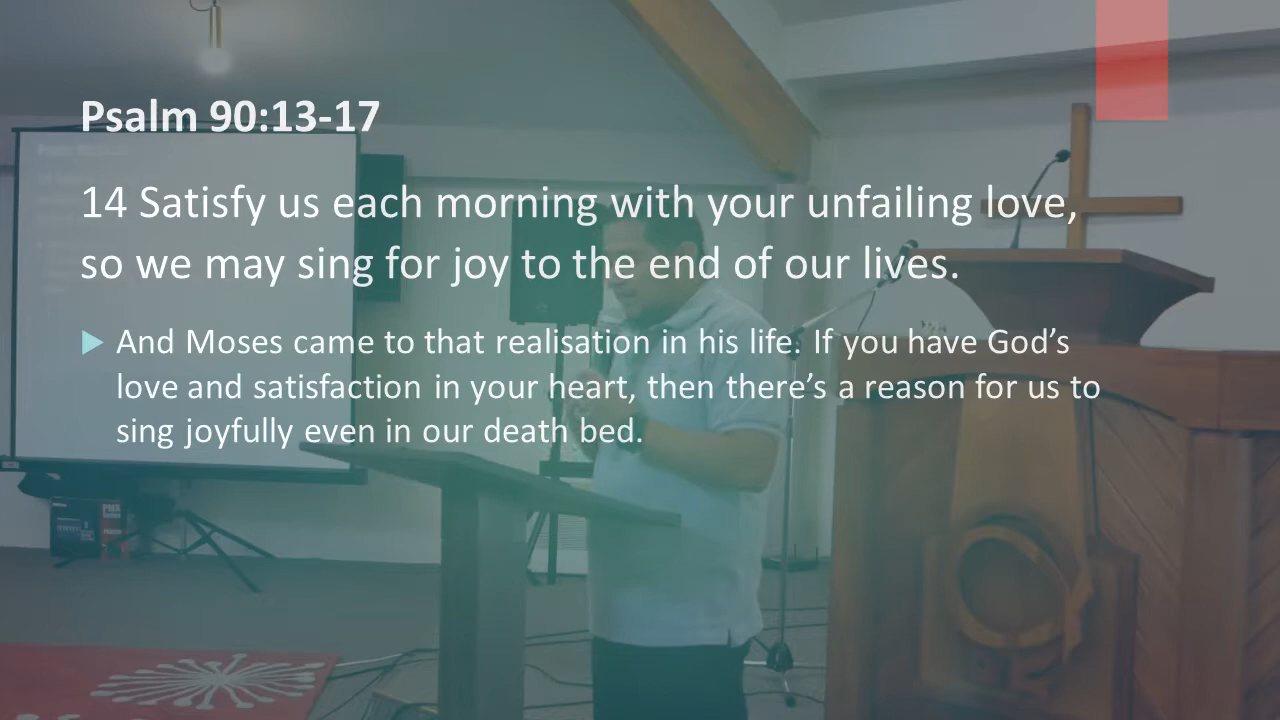 Psalm 90:13-17
14 Satisfy us each morning with your unfailing love,
so we may sing for joy to the end of our lives.
And Moses came to that realisation in his life. If you have God’s
love and satisfaction in your heart, then there’s a reason for us to
sing joyfully even in our death bed.
PMX